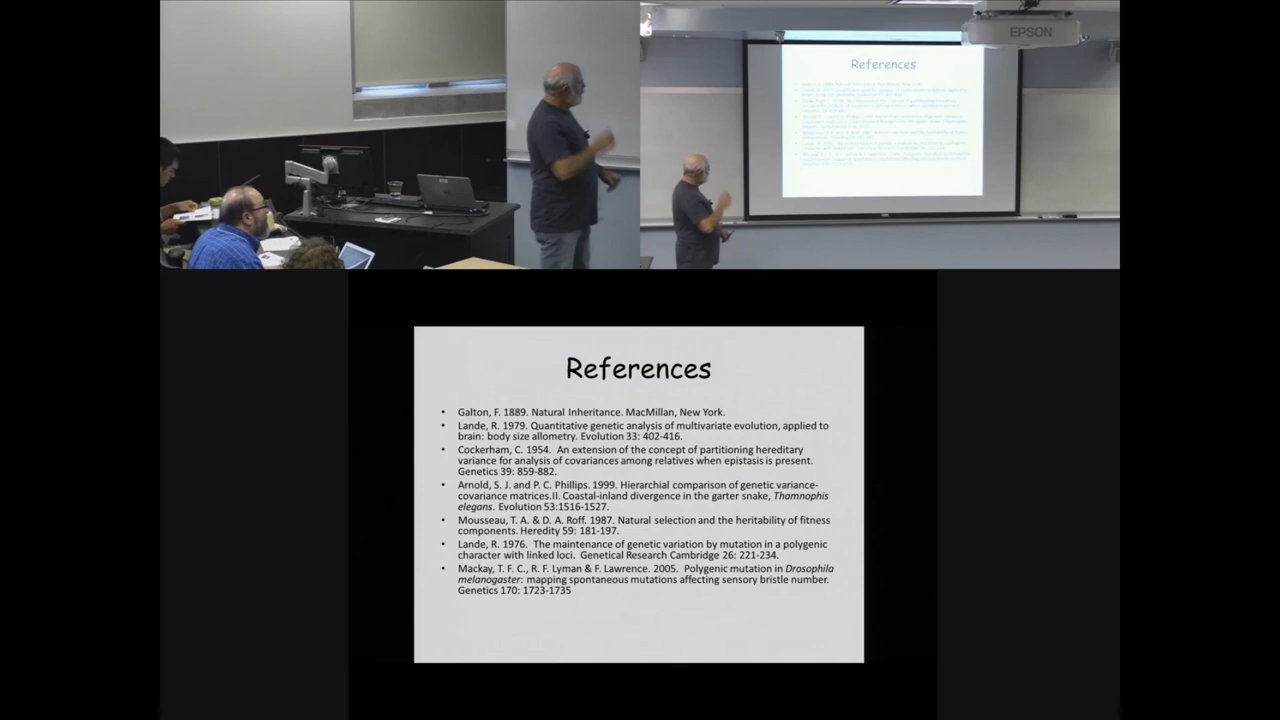 EPSON
References
References
• Galton, F. 1889. Natural Inheritance. MacMillan, New York.
• Lande, R. 1979. Quantitative genetic analysis of multivariate evolution, applied to
brain: body size allometry. Evolution 33: 402-416.
• Cockerham, C. 1954. An extension of the concept of partitioning hereditary
variance for analysis of covariances among relatives when epistasis is present.
Genetics 39: 859-882.
• Arnold, S. J. and P. C. Phillips. 1999. Hierarchial comparison of genetic variance-
covariance matrices.II. Coastal-inland divergence in the garter snake, Thamnophis
elegans. Evolution 53:1516-1527.
• Mousseau, T. A. & D. A. Roff. 1987. Natural selection and the heritability of fitness
components. Heredity 59: 181-197.
• Lande, R. 1976. The maintenance of genetic variation by mutation in a polygenic
character with linked loci. Genetical Research Cambridge 26: 221-234.
• Mackay, T. F. C., R. F. Lyman & F. Lawrence. 2005. Polygenic mutation in Drosophila
melanogaster: mapping spontaneous mutations affecting sensory bristle number.
Genetics 170: 1723-1735